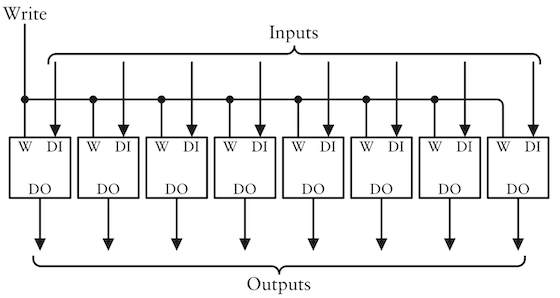 Write
Inputs
W DI W DI W DI W DI W DI W DI W DI W DI
DO DO DO DO DO DO DO DO
Outputs